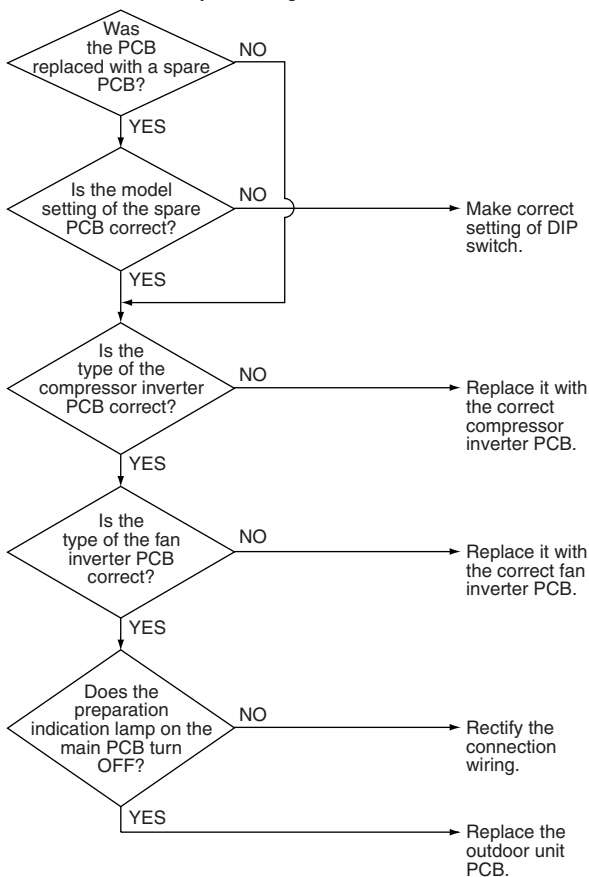 Was
the PCB
replaced with a spare
PCB?
NO
YES
Is the model
setting of the spare
PCB correct?
NO
Make correct
setting of DIP
switch.
YES
Is the
type of the
compressor inverter
PCB correct?
NO
Replace it with
the correct
compressor
inverter PCB.
YES
Is the
type of the fan
inverter PCB
correct?
NO
Replace it with
the correct fan
inverter PCB.
YES
Does the
preparation
indication lamp on the
main PCB turn
OFF?
NO
Rectify the
connection
wiring.
YES
Replace the
outdoor unit
PCB.